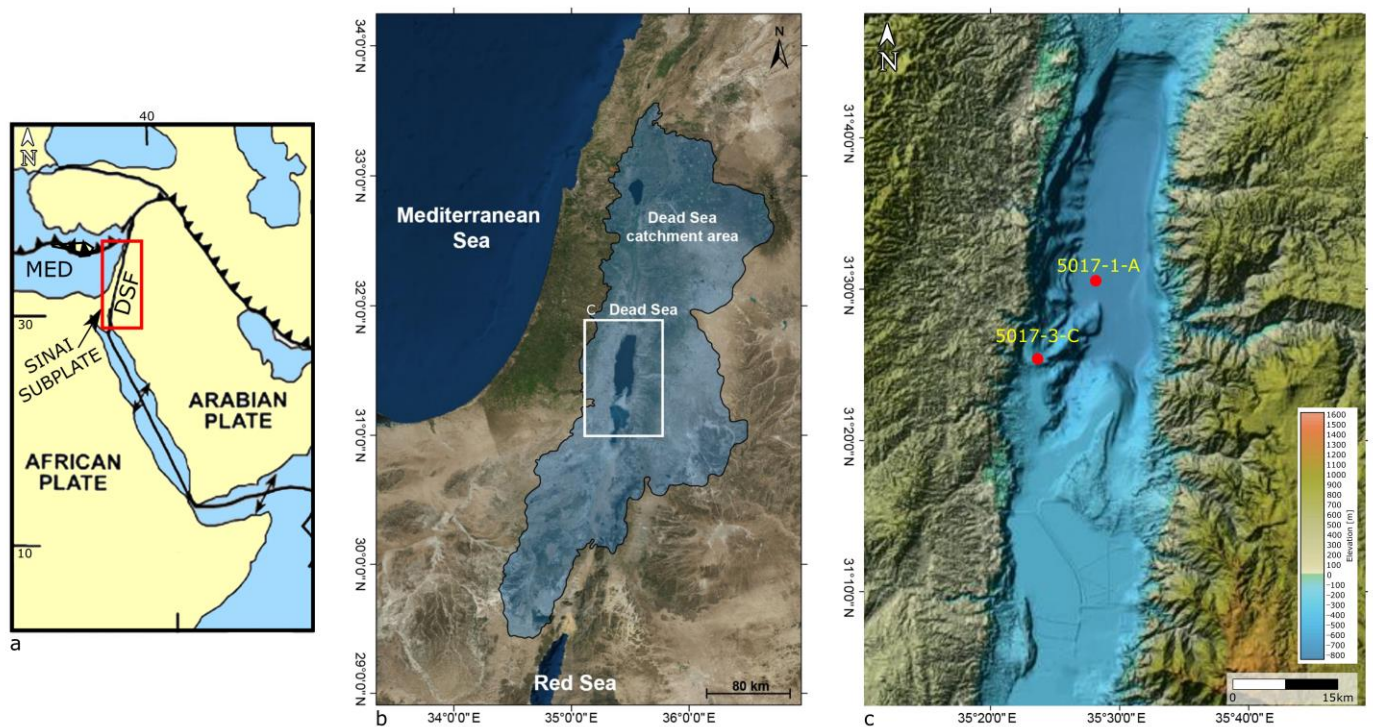 40
N
MED
DSF
30
SINAI
SUBPLATE
ARABIAN
PLATE
AFRICAN
PLATE
10
a
34°0'0"N
33°0'0"N
32°0'0"N
31°0'0"N
30°0'0"N
29°0'0"N
N
Mediterranean
Sea
Dead Sea
catchment area
C Dead Sea
Red Sea
80 km
b
34°0'0"E
35°0'0"E
36°0'0"E
N
31°40'0"N
31°30'0"N
31°20'0"N
31°10'0"N
5017-1-A
5017-3-C
1600
1500
1400
1300
1200
1100
1000
900
800
700
600
500
400
300
200
100
0
-100
-200
-300
-400
-500
-600
-700
-800
Elevation [m]
0 15km
c
35°20'0"E
35°30'0"E
35°40'0"E